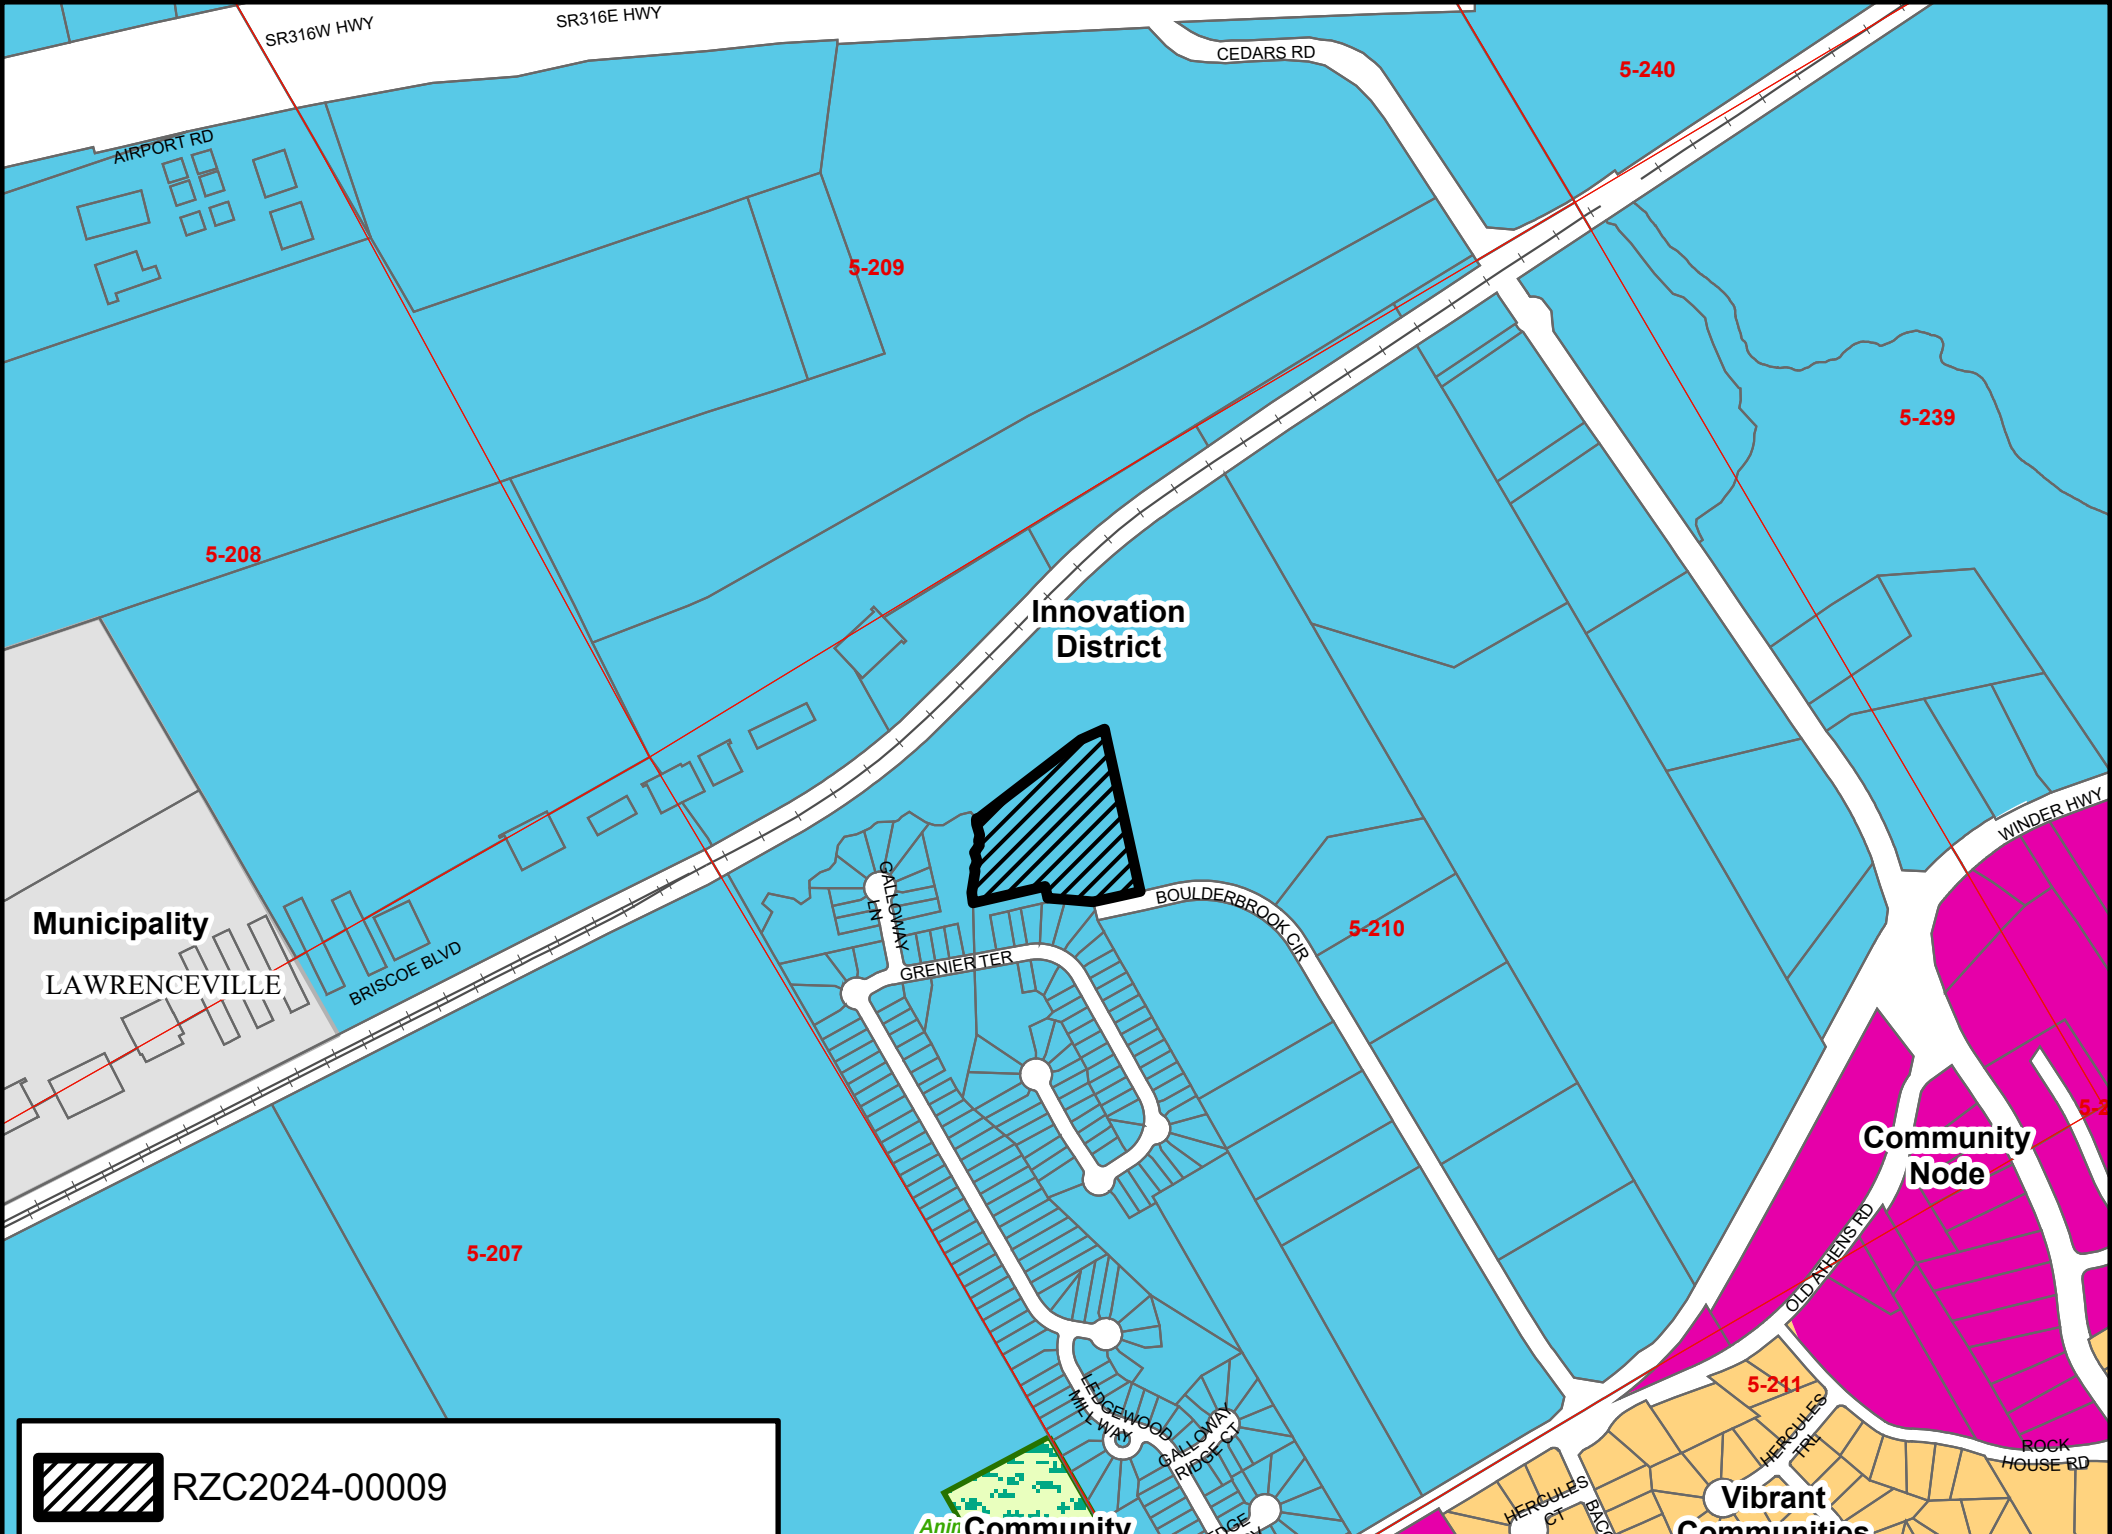 SR316W HWY
SR316E HWY
CEDARS RD
5-240
AIRPORT RD
5-209
5-239
5-208
Innovation
District
WINDER HWY
GALLOWAY
LN
BOULDERBROOK CIR
5-210
Municipality
LAWRENCEVILLE
BRISCOE BLVD
GRENIER TER
Community
Node
5-207
OLD ATHENS RD
5-211
LEDGEWOOD
MILL WAY
GALLOWAY
RIDGE CT
HERCULES
TRL
ROCK
HOUSE RD
RZC2024-00009
HERCULES
CT
Vibrant
Communities
Community